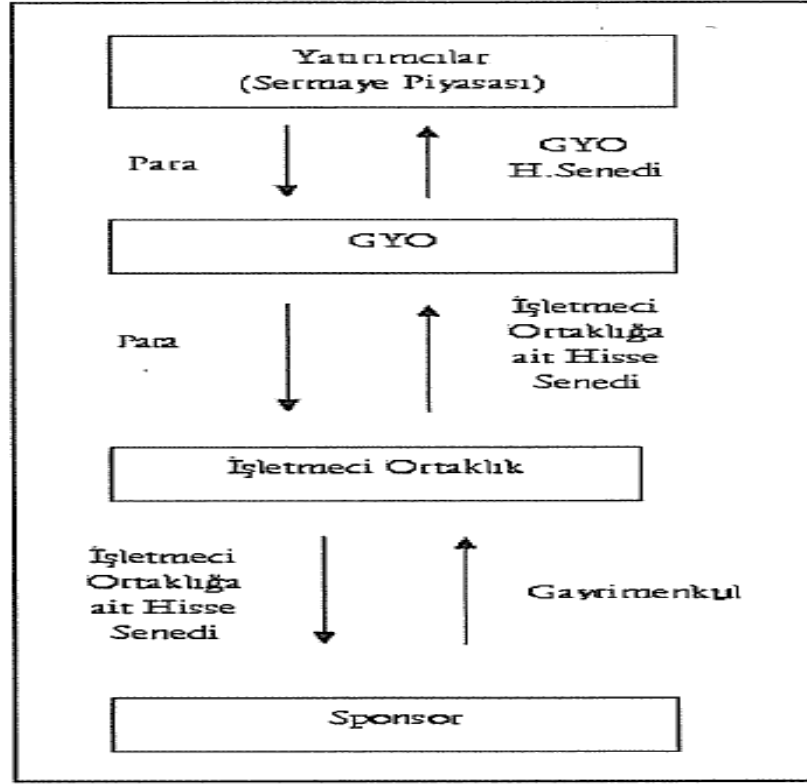 Yatırımcılar
(Sermaye Piyasası)
Para
GYO
H.Senedi
GYO
Para
İşletmeci
Ortaklığa
ait Hisse
Senedi
İşletmeci Ortaklık
İşletmeci
Ortaklığa
ait Hisse
Senedi
Gayrimenkul
Sponsor